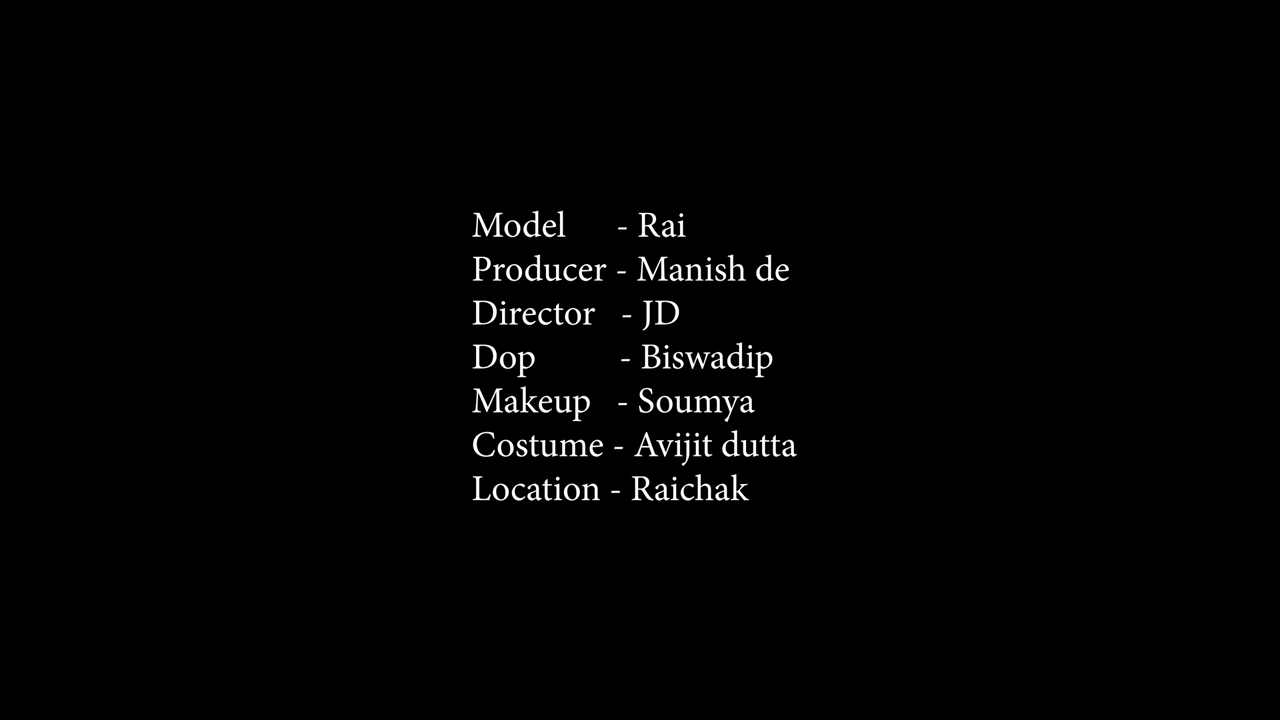 Model - Rai
Producer - Manish de
Director - JD
Dop - Biswadip
Makeup - Soumya
Costume - Avijit dutta
Location - Raichak